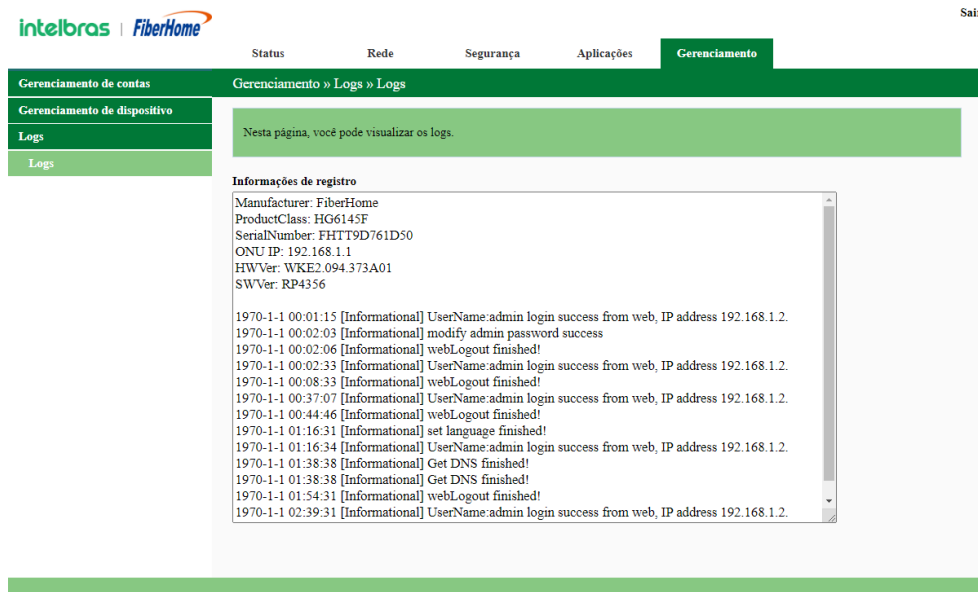 intelbras | FiberHome
Sair
Status Rede Segurança Aplicações Gerenciamento
Gerenciamento de contas
Gerenciamento de dispositivo
Logs
Logs
Gerenciamento » Logs » Logs
Nesta página, você pode visualizar os logs.
Informações de registro
Manufacturer: FiberHome
ProductClass: HG6145F
SerialNumber: FHTT9D761D50
ONU IP: 192.168.1.1
HWVer: WKE2.094.373A01
SWVer: RP4356
1970-1-1 00:01:15 [Informational] UserName:admin login success from web, IP address 192.168.1.2.
1970-1-1 00:02:03 [Informational] modify admin password success
1970-1-1 00:02:06 [Informational] webLogout finished!
1970-1-1 00:02:33 [Informational] UserName:admin login success from web, IP address 192.168.1.2.
1970-1-1 00:08:33 [Informational] webLogout finished!
1970-1-1 00:37:07 [Informational] UserName:admin login success from web, IP address 192.168.1.2.
1970-1-1 00:44:46 [Informational] webLogout finished!
1970-1-1 01:16:31 [Informational] set language finished!
1970-1-1 01:16:34 [Informational] UserName:admin login success from web, IP address 192.168.1.2.
1970-1-1 01:38:38 [Informational] Get DNS finished!
1970-1-1 01:38:38 [Informational] Get DNS finished!
1970-1-1 01:54:31 [Informational] webLogout finished!
1970-1-1 02:39:31 [Informational] UserName:admin login success from web, IP address 192.168.1.2.